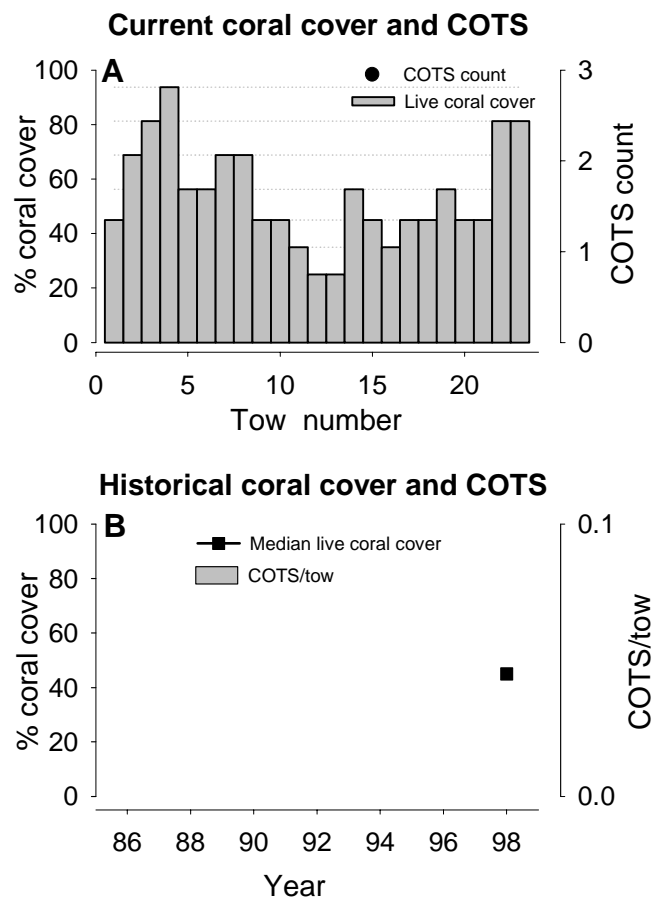 Current coral cover and COTS
A
COTS count
Live coral cover
% coral cover
100
80
60
40
20
0
3
2
1
0
COTS count
0 5 10 15 20
Tow number
Historical coral cover and COTS
B
Median live coral cover
COTS/tow
% coral cover
100
80
60
40
20
0
0.1
0.0
COTS/tow
86 88 90 92 94 96 98
Year